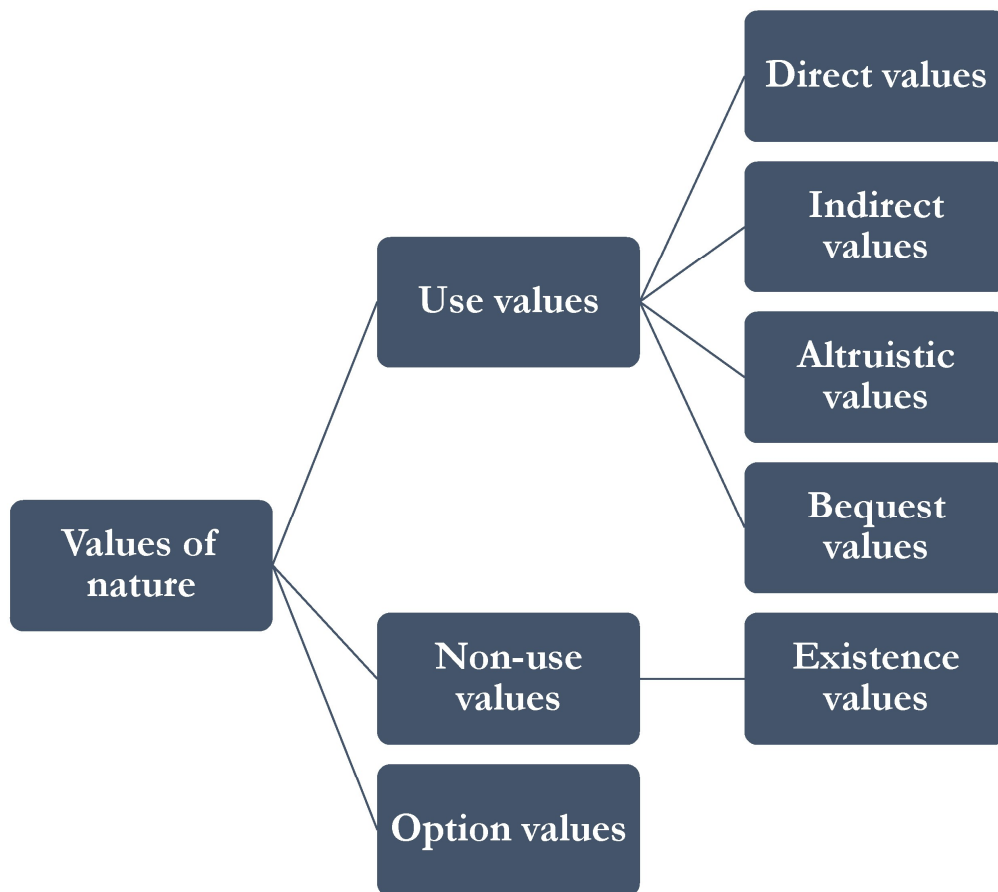 Direct values
Indirect
values
Use values
Altruistic
values
Bequest
values
Values of
nature
Non-use
values
Existence
values
Option values